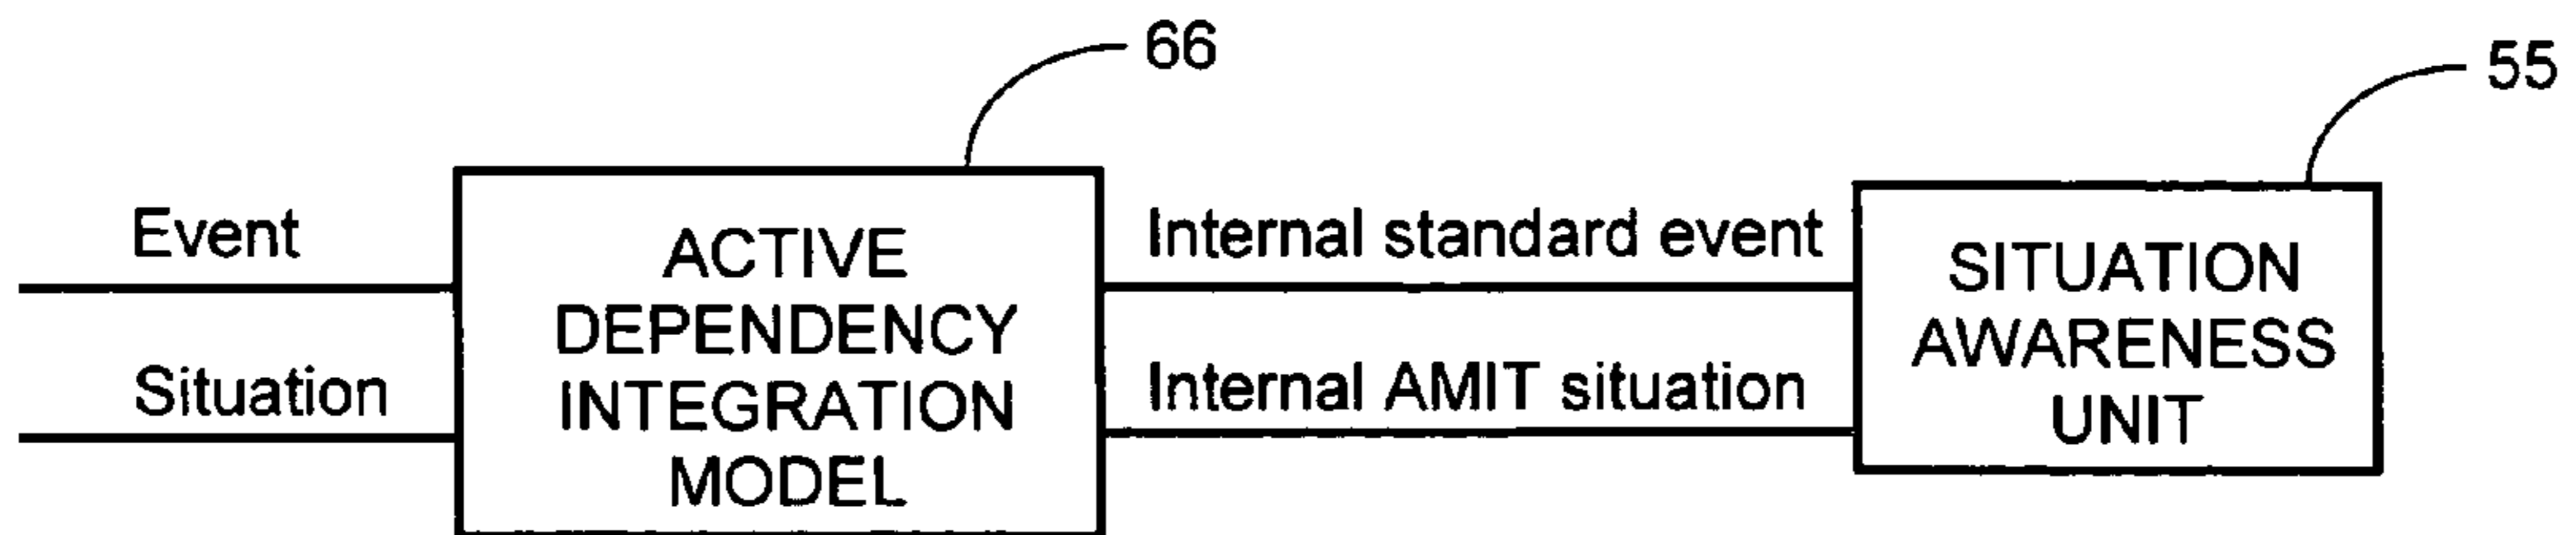 66
55
Event
Situation
ACTIVE
DEPENDENCY
INTEGRATION
MODEL
Internal standard event
Internal AMIT situation
SITUATION
AWARENESS
UNIT